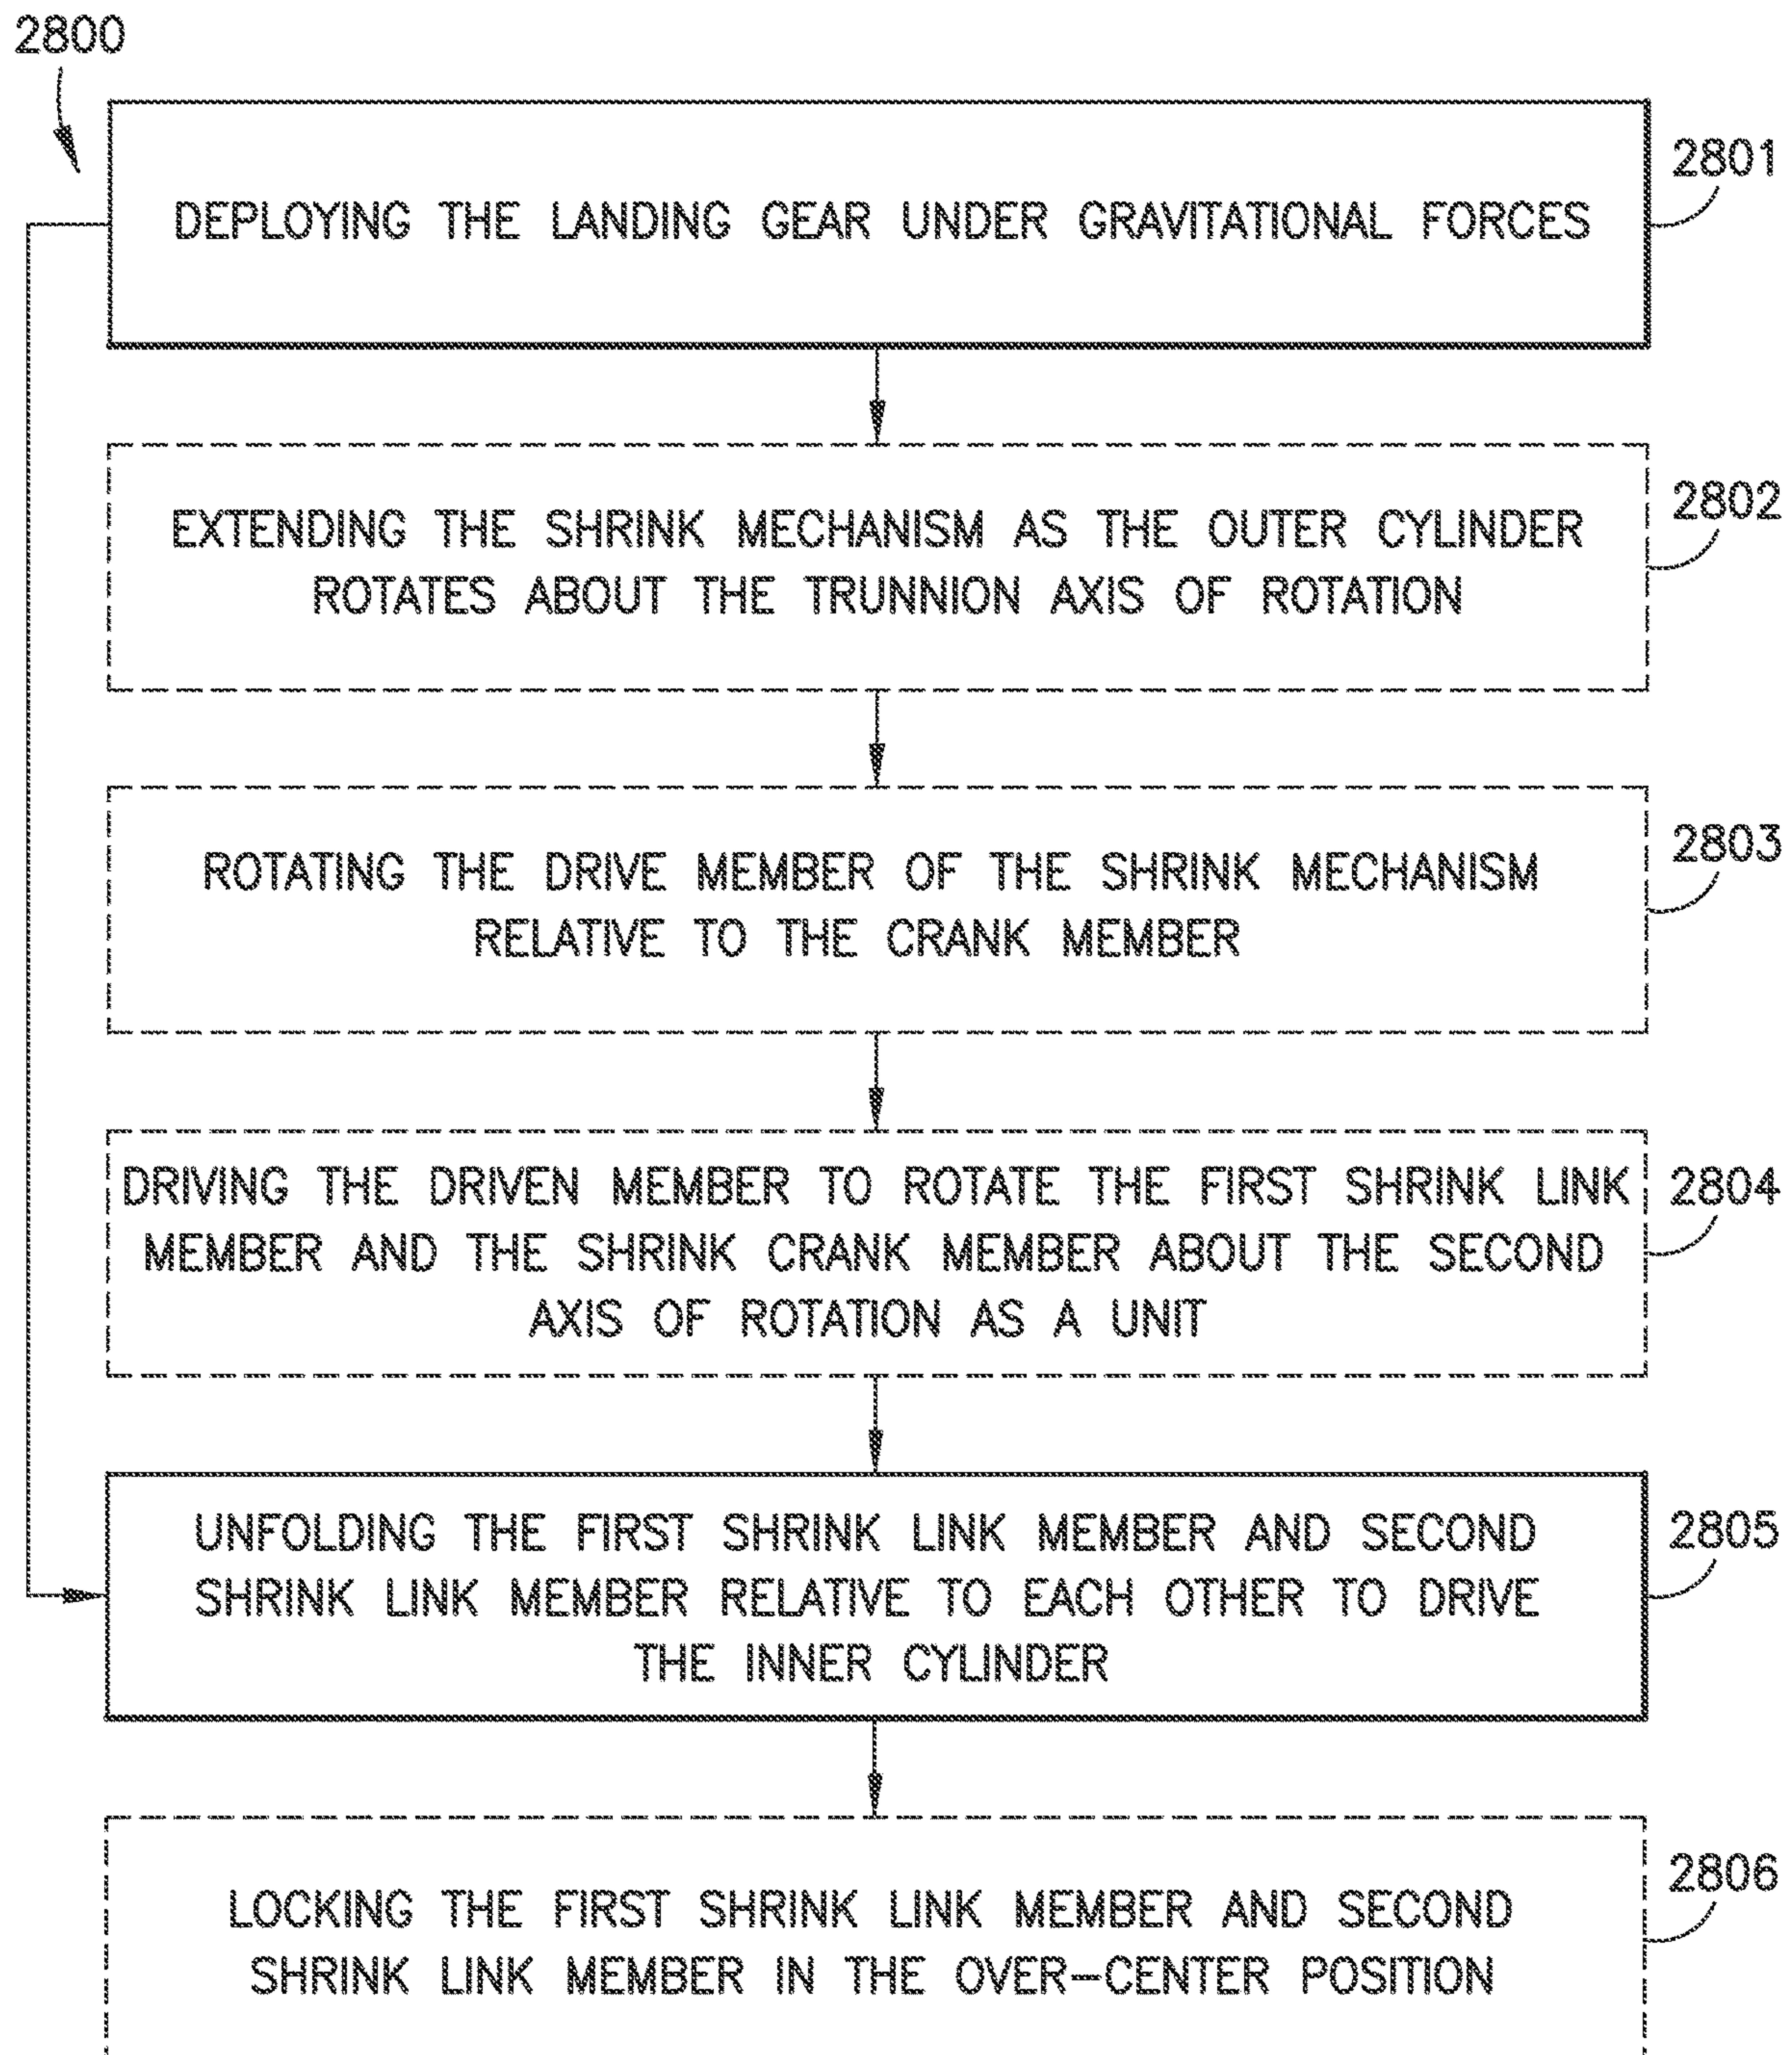 2800
DEPLOYING THE LANDING GEAR UNDER GRAVITATIONAL FORCES
2801
EXTENDING THE SHRINK MECHANISM AS THE OUTER CYLINDER
ROTATES ABOUT THE TRUNNION AXIS OF ROTATION
2802
ROTATING THE DRIVE MEMBER OF THE SHRINK MECHANISM
RELATIVE TO THE CRANK MEMBER
2803
DRIVING THE DRIVEN MEMBER TO ROTATE THE FIRST SHRINK LINK
MEMBER AND THE SHRINK CRANK MEMBER ABOUT THE SECOND
AXIS OF ROTATION AS A UNIT
2804
UNFOLDING THE FIRST SHRINK LINK MEMBER AND SECOND
SHRINK LINK MEMBER RELATIVE TO EACH OTHER TO DRIVE
THE INNER CYLINDER
2805
LOCKING THE FIRST SHRINK LINK MEMBER AND SECOND
SHRINK LINK MEMBER IN THE OVER-CENTER POSITION
2806